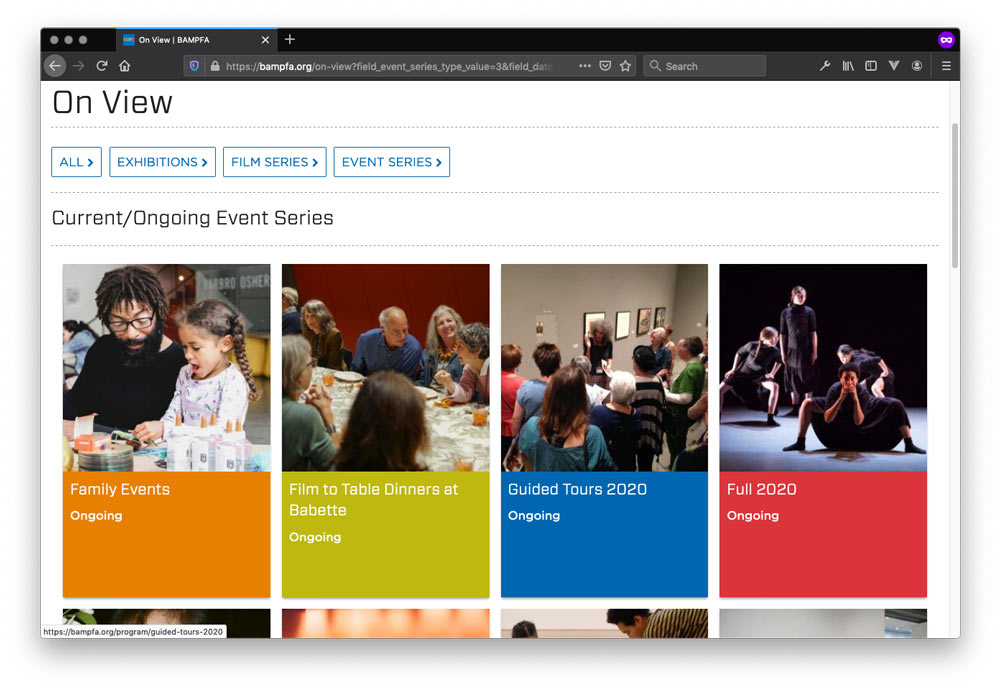 On View | BAMPFA
https://bampfa.org/on-view?field_event_series_type_value=3&field_date
Search
On View
ALL
EXHIBITIONS
FILM SERIES
EVENT SERIES
Current/Ongoing Event Series
BARBRO OSHER
Family Events
Ongoing
Film to Table Dinners at
Babette
Ongoing
Guided Tours 2020
Ongoing
Full 2020
Ongoing
https://bampfa.org/program/guided-tours-2020